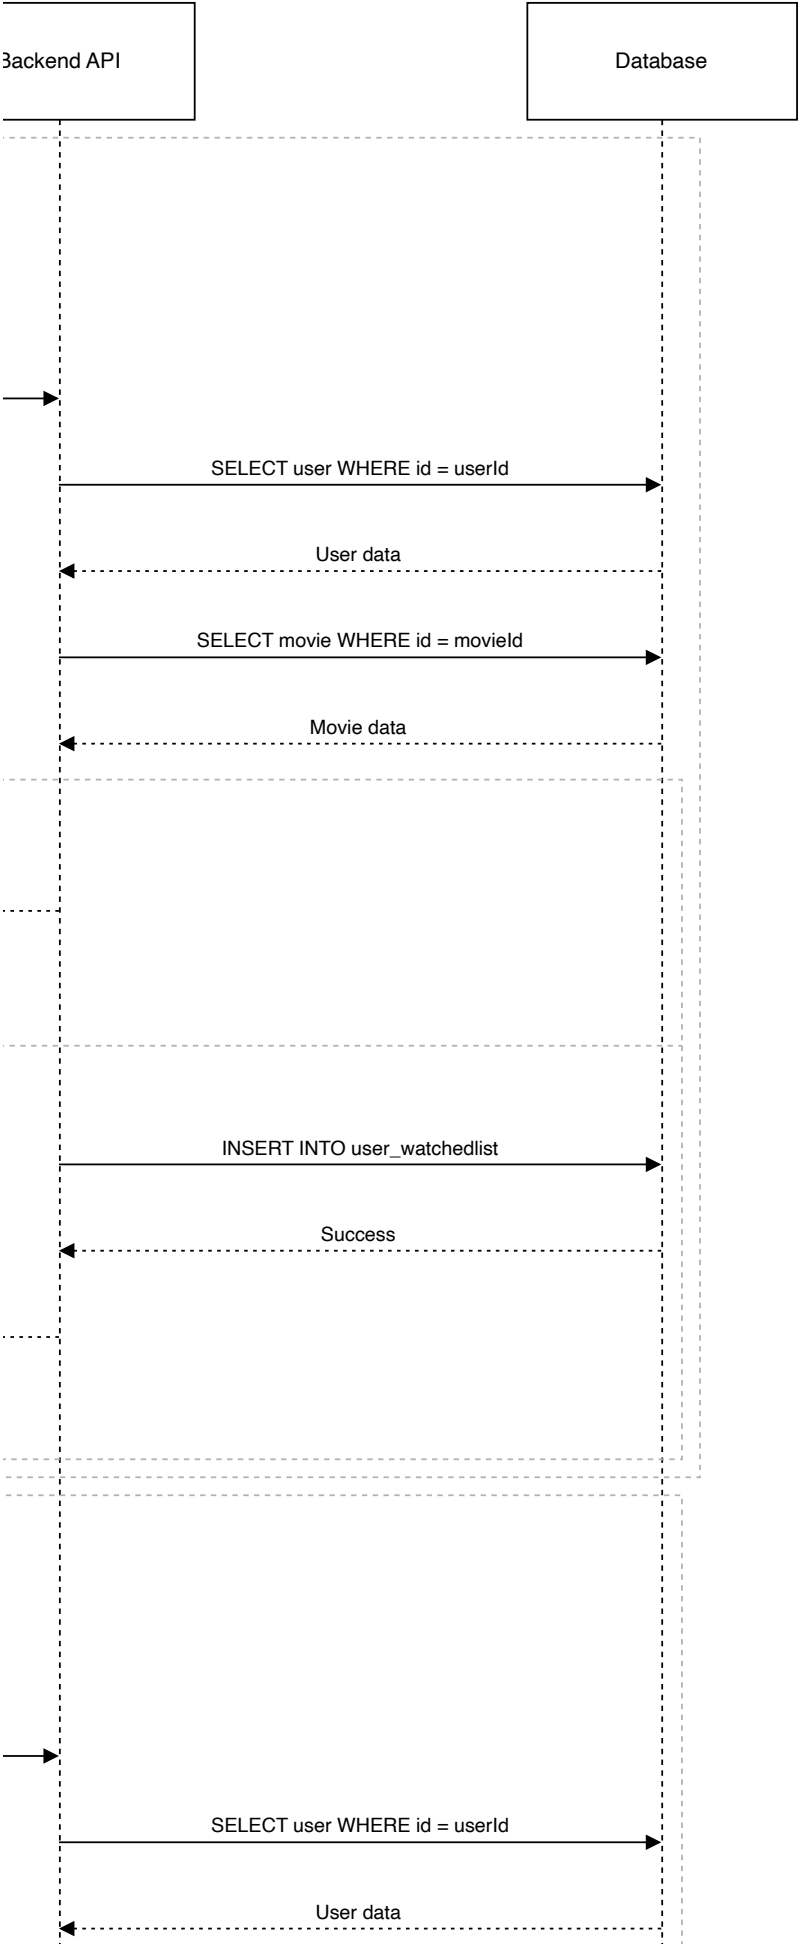 Backend API
Database
SELECT user WHERE id = userId
User data
SELECT movie WHERE id = movieId
Movie data
INSERT INTO user_watchedlist
Success
SELECT user WHERE id = userId
User data